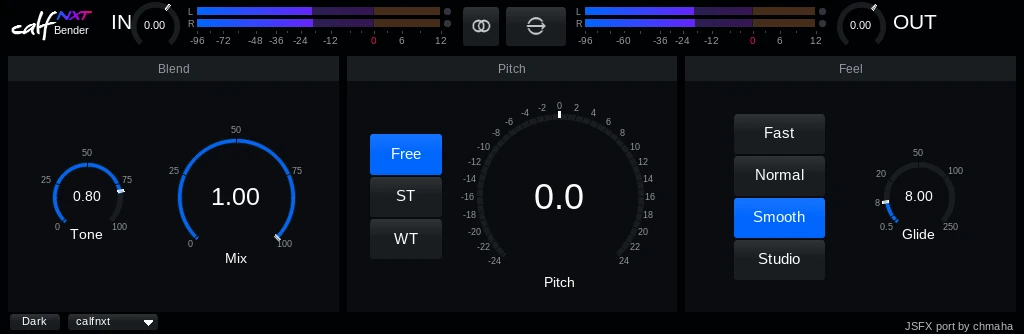 calf NXT
Bender
IN
0.00
L
R
-96 -72 -48 -36 -24 -12 0 6 12
L
R
-96 -60 -36 -24 -12 0 6 12
0.00
OUT
Blend
50
25 75
0.80
0 100
Tone
50
25 75
1.00
0 100
Mix
Pitch
Free
ST
WT
0
-2 2
-4 4
-6 6
-8 8
-10 10
-12 12
-14 14
-16 16
-18 18
-20 20
-22 22
-24 24
0.0
Pitch
Feel
Fast
Normal
Smooth
Studio
50
20 100
8
8.00
0.5 250
Glide
Dark
calfnxt
JSFX port by chmaha